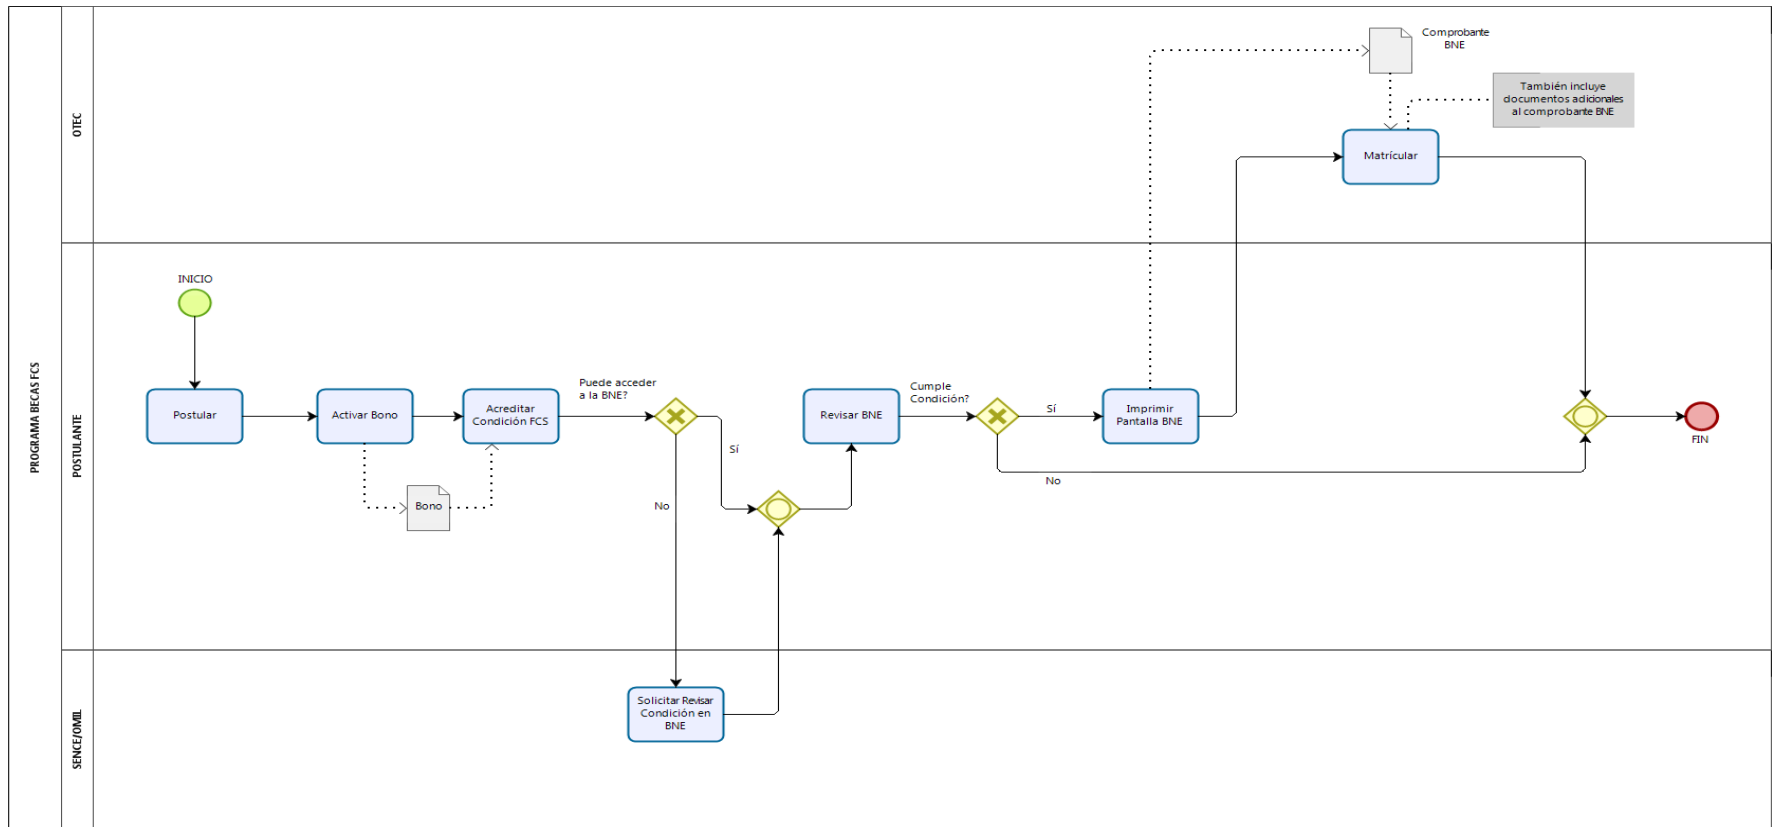 PROGRAMA BECAS FCS
OTEC
Comprobante
BNE
También incluye
documentos adicionales
al comprobante BNE
Matrícular
POSTULANTE
INICIO
Postular
Activar Bono
Acreditar
Condición FCS
Bono
Puede acceder
a la BNE?
Sí
No
Revisar BNE
Cumple
Condición?
Sí
No
Imprimir
Pantalla BNE
FIN
SENCE/OMIL
Solicitar Revisar
Condición en
BNE